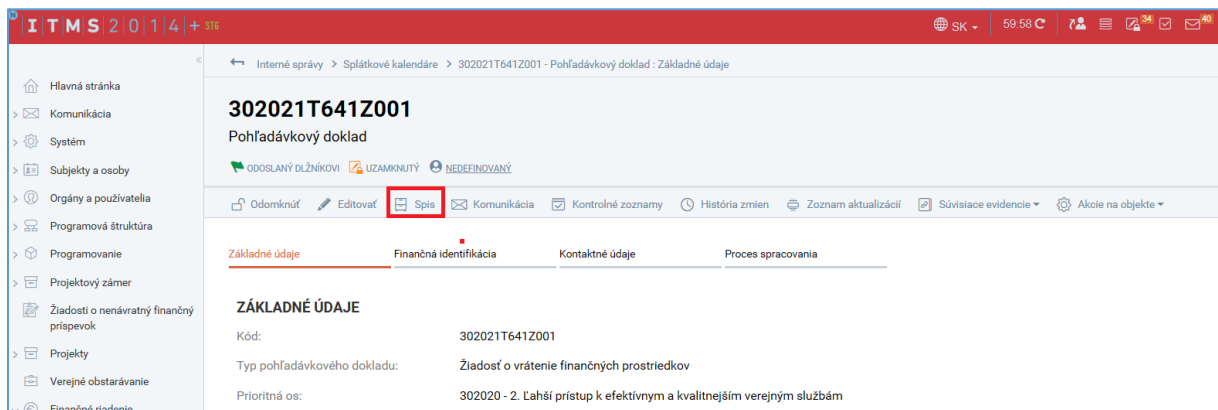 ITMS2014+ STG
SK 59:58 34 40
Interné správy > Splátkové kalendáre > 302021T641Z001 - Pohľadávkový doklad : Základné údaje
Hlavná stránka
Komunikácia
Systém
Subjekty a osoby
Orgány a používatelia
Programová štruktúra
Programovanie
Projektový zámer
Žiadosti o nenávratný finančný
príspevok
Projekty
Verejné obstarávanie
Finančné riadenie
302021T641Z001
Pohľadávkový doklad
ODOSLANÝ DLŽNÍKOVI UZAMKNUTÝ NEDEFINOVANÝ
Odomknúť Editovať Spis Komunikácia Kontrolné zoznamy História zmien Zoznam aktualizácií Súvisiace evidencie Akcie na objekte
Základné údaje Finančná identifikácia Kontaktné údaje Proces spracovania
ZÁKLADNÉ ÚDAJE
Kód: 302021T641Z001
Typ pohľadávkového dokladu: Žiadosť o vrátenie finančných prostriedkov
Prioritná os: 302020 - 2. Ľahší prístup k efektívnym a kvalitnejším verejným službám